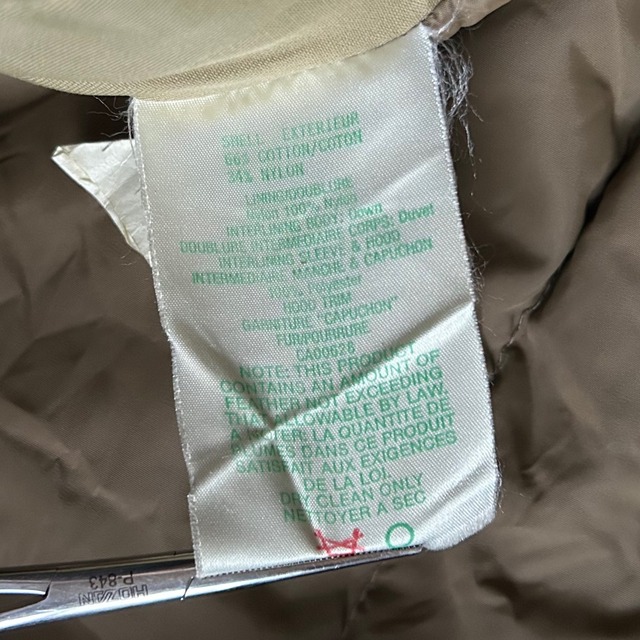 SHELL EXTERIEUR
66% COTTON/COTON
34% NYLON
LINING/DOUBLURE
Nylon 100% Nylon
INTERLINING BODY: Down
DOUBLURE INTERMEDIAIRE CORPS: Duvet
INTERLINING SLEEVE & HOOD
INTERMEDIAIRE MANCHE & CAPUCHON
100% Polyester
HOOD TRIM
GARNITURE "CAPUCHON"
FUR/FOURRURE
CA00626
NOTE: THIS PRODUCT
CONTAINS AN AMOUNT OF
FEATHER NOT EXCEEDING
THAT ALLOWABLE BY LAW.
A NOTER, LA QUANTITE DE
PLUMES DANS CE PRODUIT
SATISFAIT AUX EXIGENCES
DE LA LOI.
DRY CLEAN ONLY
NETTOYER A SEC
HOZAN
P-843